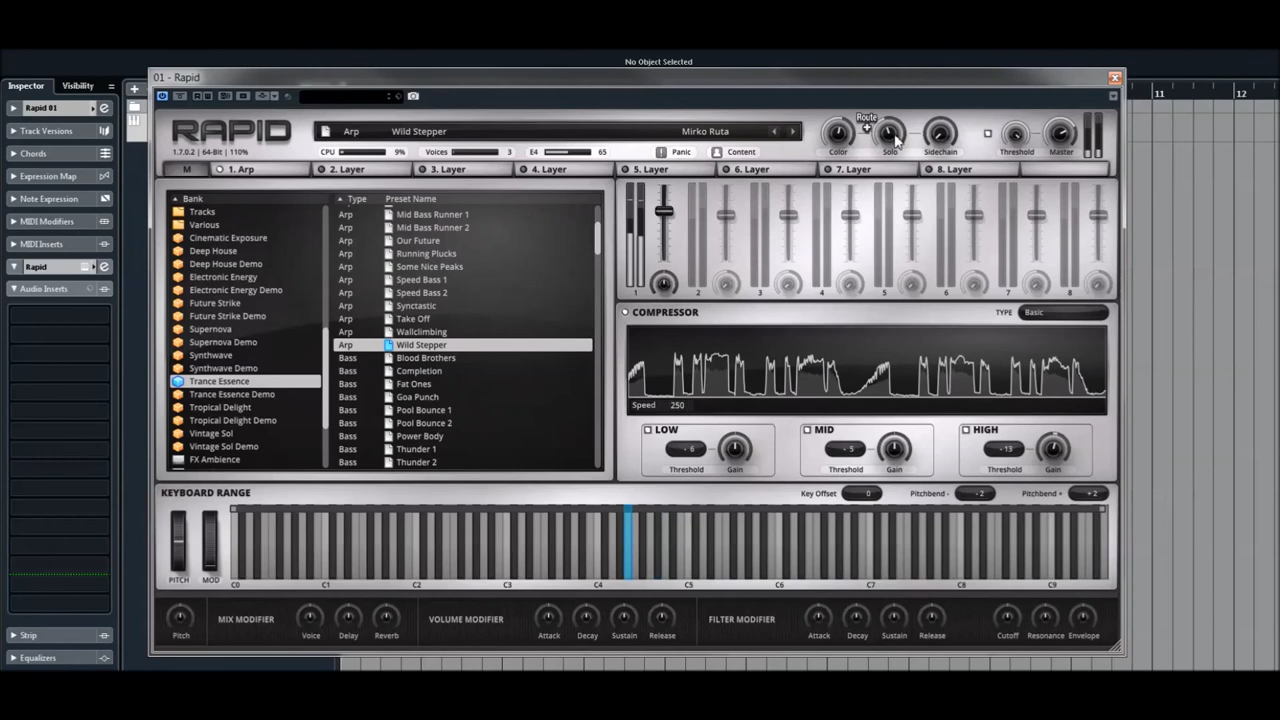 No Object Selected
Inspector
Visibility
01 - Rapid
11
12
Rapid 01
Track Versions
Chords
Expression Map
Note Expression
MIDI Modifiers
MIDI Inserts
Rapid
Audio Inserts
Strip
Equalizers
RAPID
1.7.0.2 | 64-Bit | 110%
Arp Wild Stepper Mirko Ruta
CPU 9% Voices 3 E4 65 Panic Content
Route
Color Solo Sidechain Threshold Master
M 1. Arp 2. Layer 3. Layer 4. Layer 5. Layer 6. Layer 7. Layer 8. Layer
Bank
Tracks
Various
Cinematic Exposure
Deep House
Deep House Demo
Electronic Energy
Electronic Energy Demo
Future Strike
Future Strike Demo
Supernova
Supernova Demo
Synthwave
Synthwave Demo
Trance Essence
Trance Essence Demo
Tropical Delight
Tropical Delight Demo
Vintage Sol
Vintage Sol Demo
FX Ambience
Type Preset Name
Arp Mid Bass Runner 1
Arp Mid Bass Runner 2
Arp Our Future
Arp Running Plucks
Arp Some Nice Peaks
Arp Speed Bass 1
Arp Speed Bass 2
Arp Synctastic
Arp Take Off
Arp Wallclimbing
Arp Wild Stepper
Bass Blood Brothers
Bass Completion
Bass Fat Ones
Bass Goa Punch
Bass Pool Bounce 1
Bass Pool Bounce 2
Bass Power Body
Bass Thunder 1
Bass Thunder 2
1 2 3 4 5 6 7 8
COMPRESSOR TYPE Basic
Speed 250
LOW MID HIGH
- 6 - 5 - 13
Threshold Gain Threshold Gain Threshold Gain
KEYBOARD RANGE Key Offset 0 Pitchbend - - 2 Pitchbend + + 2
PITCH MOD C0 C1 C2 C3 C4 C5 C6 C7 C8 C9
MIX MODIFIER VOLUME MODIFIER FILTER MODIFIER
Pitch Voice Delay Reverb Attack Decay Sustain Release Attack Decay Sustain Release Cutoff Resonance Envelope